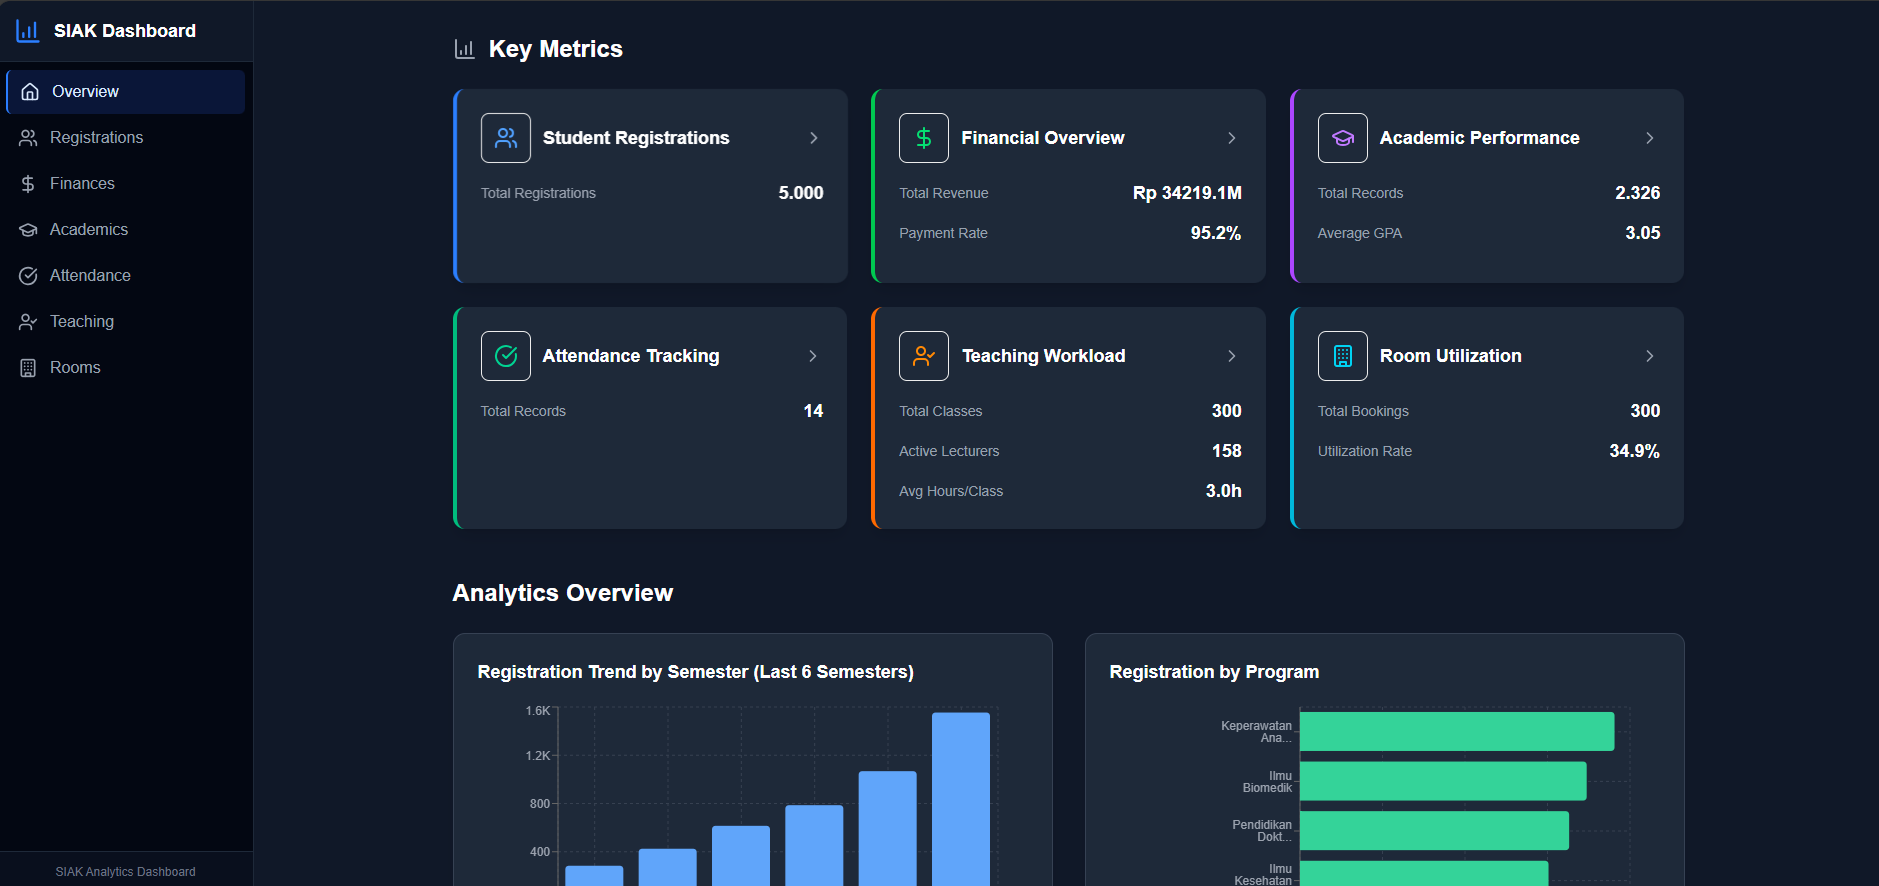 SIAK Dashboard
Overview
Registrations
Finances
Academics
Attendance
Teaching
Rooms
SIAK Analytics Dashboard
Key Metrics
Student Registrations
Total Registrations 5.000
Financial Overview
Total Revenue Rp 34219.1M
Payment Rate 95.2%
Academic Performance
Total Records 2.326
Average GPA 3.05
Attendance Tracking
Total Records 14
Teaching Workload
Total Classes 300
Active Lecturers 158
Avg Hours/Class 3.0h
Room Utilization
Total Bookings 300
Utilization Rate 34.9%
Analytics Overview
Registration Trend by Semester (Last 6 Semesters)
1.6K
1.2K
800
400
Registration by Program
Keperawatan
Ana...
Ilmu
Biomedik
Pendidikan
Dokt...
Ilmu
Kesehatan